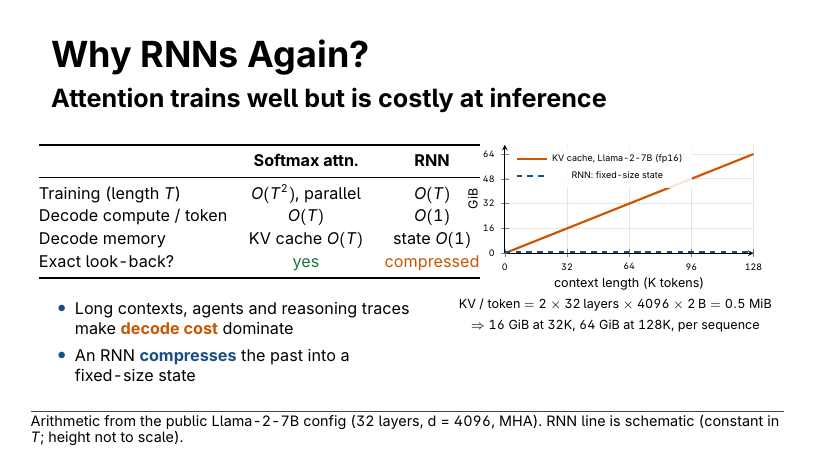 Why RNNs Again?
Attention trains well but is costly at inference
Softmax attn. RNN
Training (length T) O(T²), parallel O(T)
Decode compute / token O(T) O(1)
Decode memory KV cache O(T) state O(1)
Exact look-back? yes compressed
• Long contexts, agents and reasoning traces
make decode cost dominate
• An RNN compresses the past into a
fixed-size state
KV cache, Llama-2-7B (fp16)
RNN: fixed-size state
GiB
64
48
32
16
0
0 32 64 96 128
context length (K tokens)
KV / token = 2 × 32 layers × 4096 × 2 B = 0.5 MiB
⇒ 16 GiB at 32K, 64 GiB at 128K, per sequence
Arithmetic from the public Llama-2-7B config (32 layers, d = 4096, MHA). RNN line is schematic (constant in
T; height not to scale).